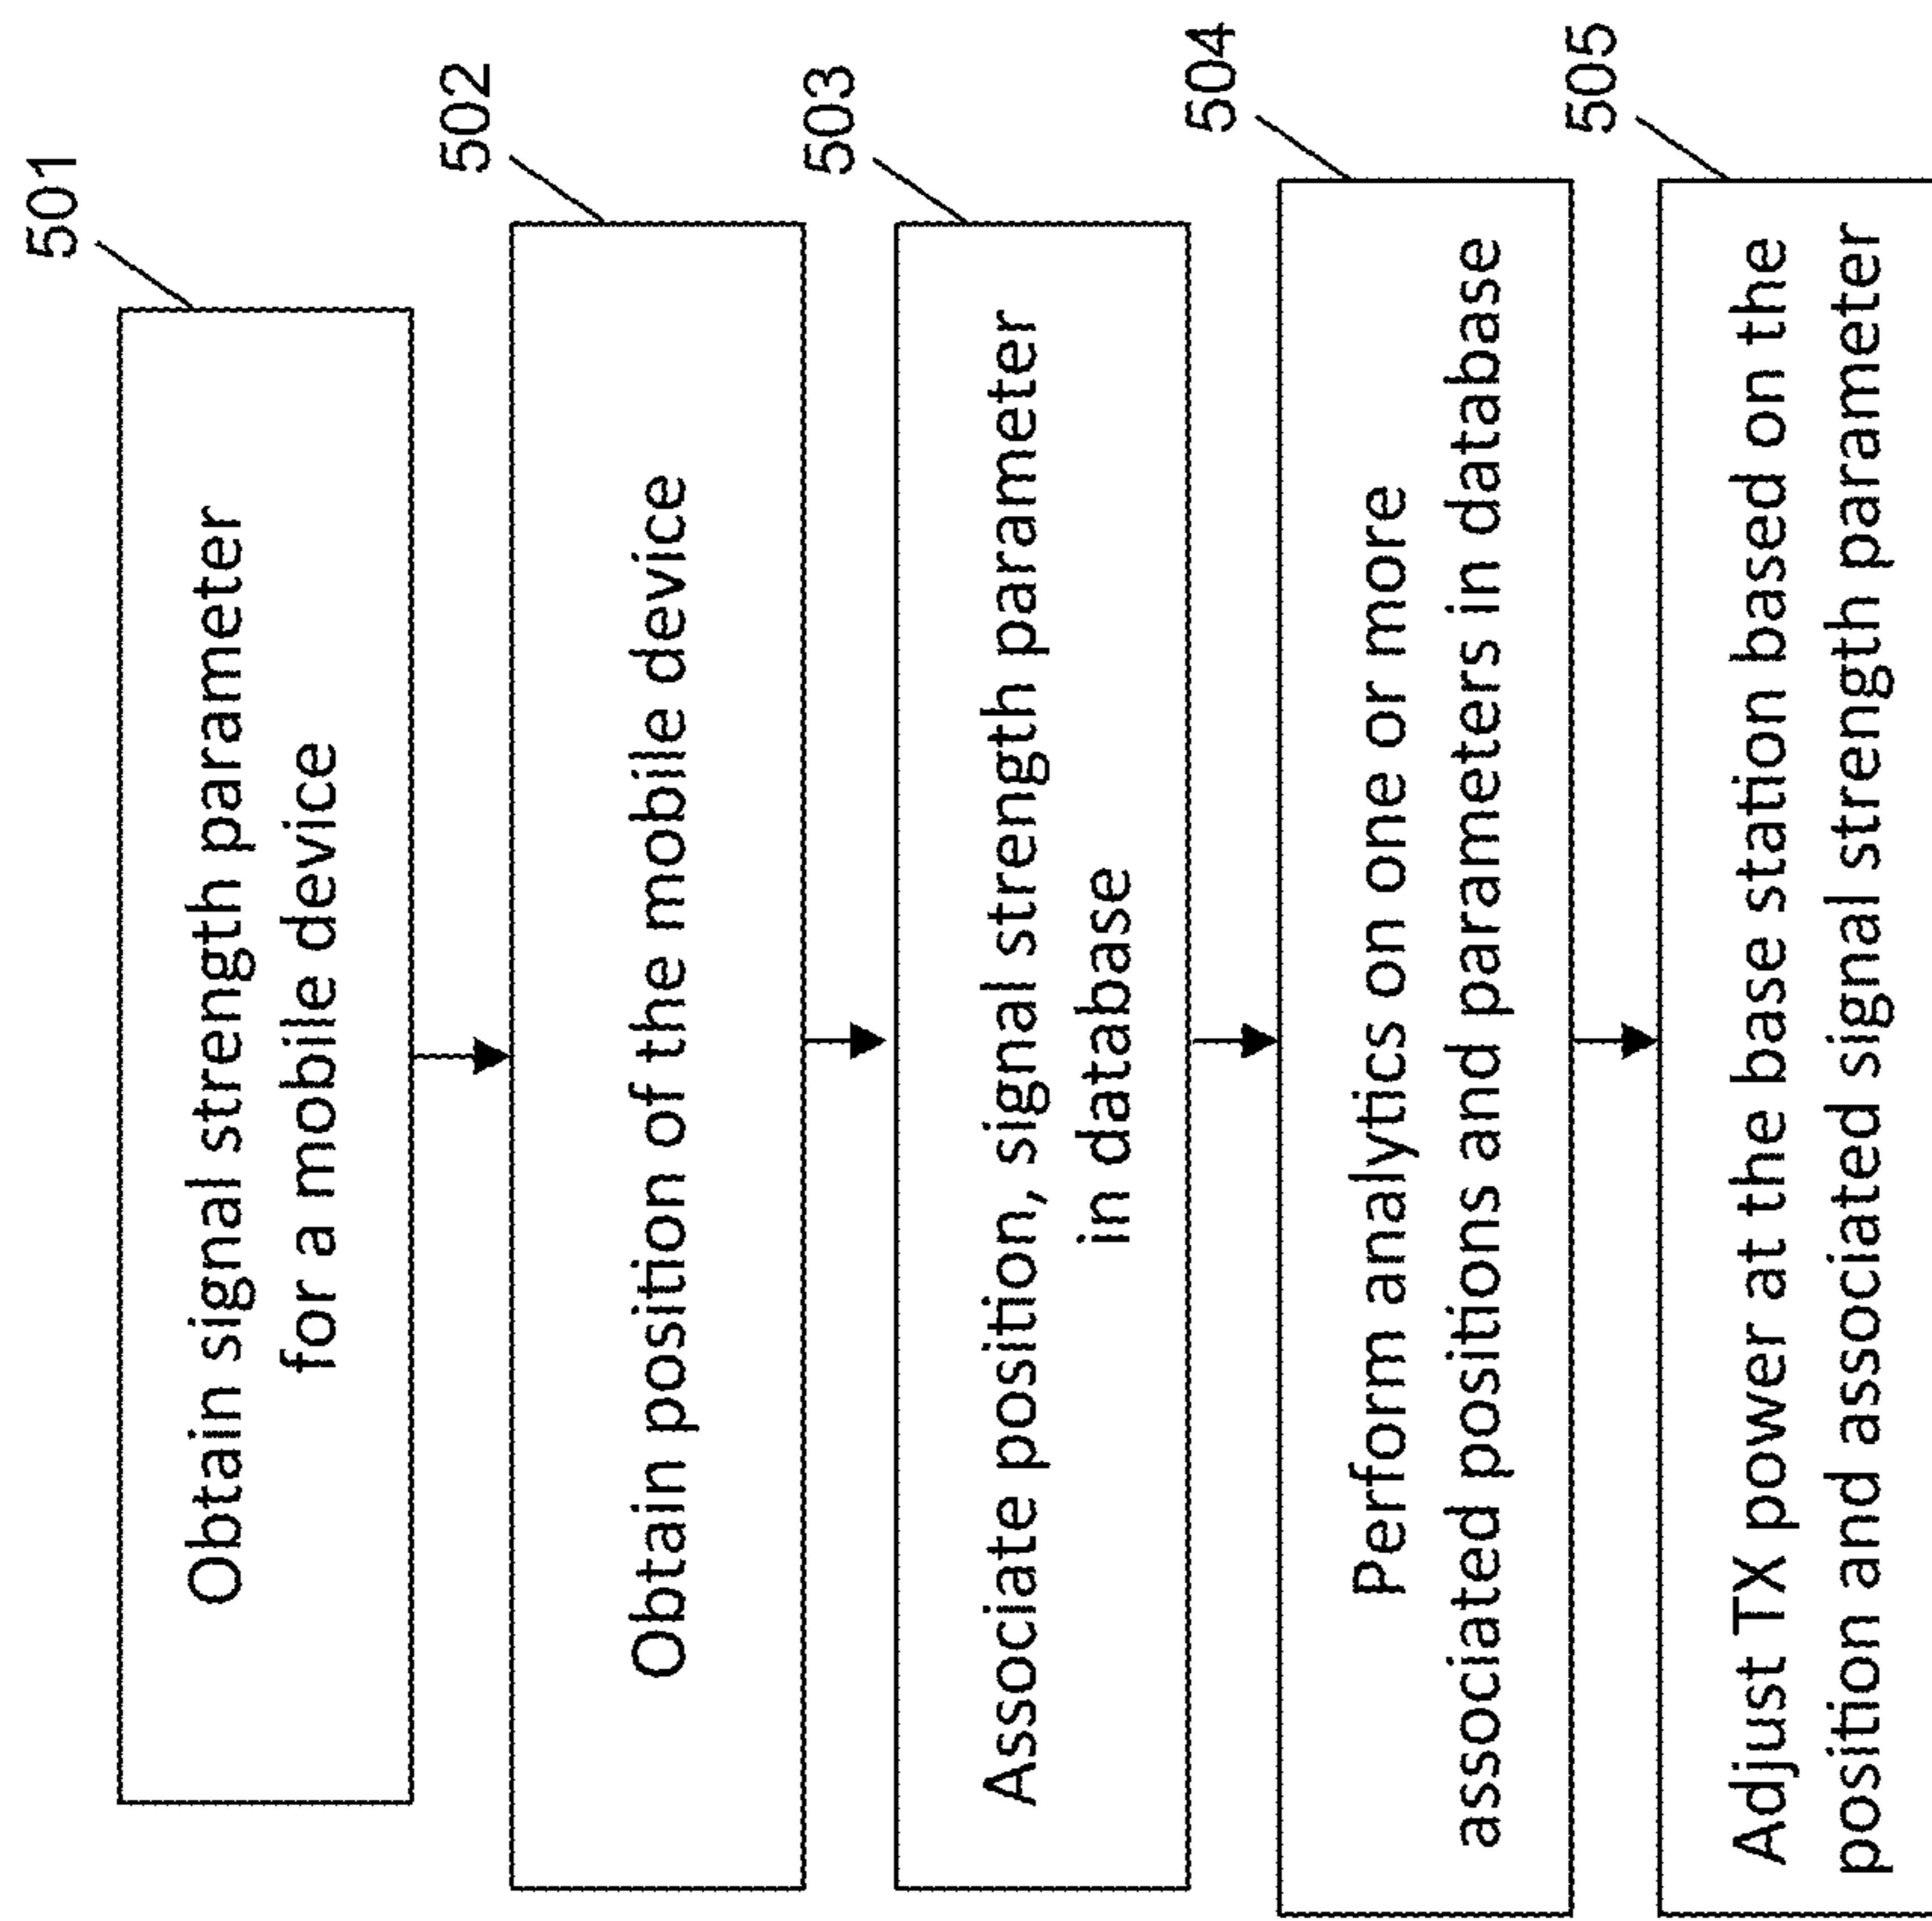 501
Obtain signal strength parameter
for a mobile device
502
Obtain position of the mobile device
503
Associate position, signal strength parameter
in database
504
Perform analytics on one or more
associated positions and parameters in database
505
Adjust TX power at the base station based on the
position and associated signal strength parameter